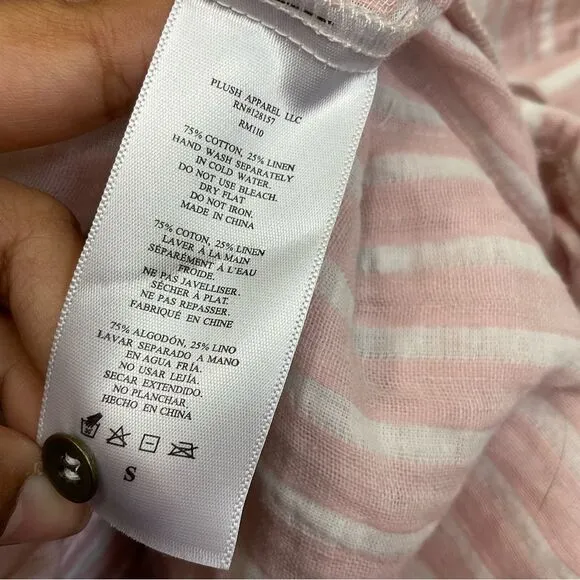 PLUSH APPAREL LLC
RN#128157
RM110
75% COTTON, 25% LINEN
HAND WASH SEPARATELY
IN COLD WATER.
DO NOT USE BLEACH.
DRY FLAT
DO NOT IRON.
MADE IN CHINA
75% COTON, 25% LINEN
LAVER À LA MAIN
SÉPARÉMENT À L'EAU
FROIDE.
NE PAS JAVELLISER.
SÉCHER À PLAT.
NE PAS REPASSER.
FABRIQUÉ EN CHINE
75% ALGODÓN, 25% LINO
LAVAR SEPARADO A MANO
EN AGUA FRÍA.
NO USAR LEJÍA.
SECAR EXTENDIDO.
NO PLANCHAR.
HECHO EN CHINA
S